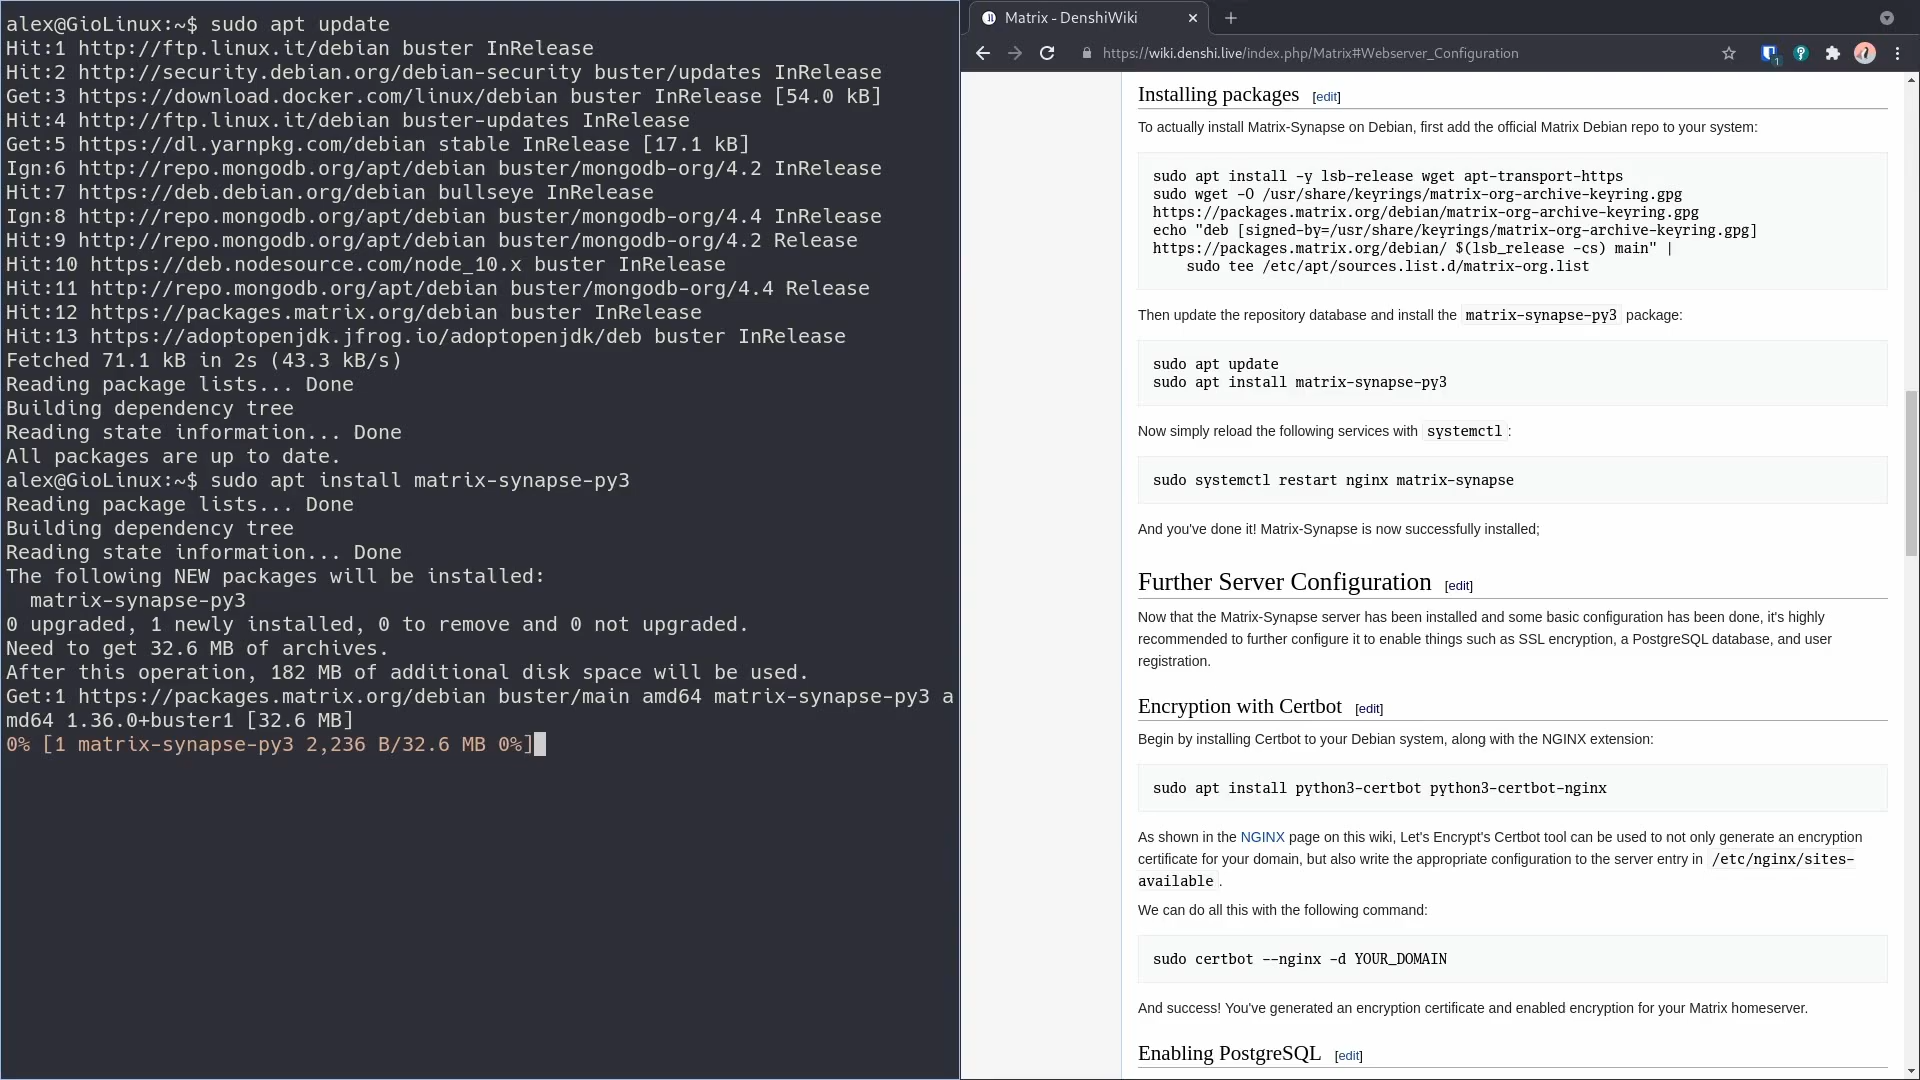 alex@GioLinux:~$ sudo apt update
Hit:1 http://ftp.linux.it/debian buster InRelease
Hit:2 http://security.debian.org/debian-security buster/updates InRelease
Get:3 https://download.docker.com/linux/debian buster InRelease [54.0 kB]
Hit:4 http://ftp.linux.it/debian buster-updates InRelease
Get:5 https://dl.yarnpkg.com/debian stable InRelease [17.1 kB]
Ign:6 http://repo.mongodb.org/apt/debian buster/mongodb-org/4.2 InRelease
Hit:7 https://deb.debian.org/debian bullseye InRelease
Ign:8 http://repo.mongodb.org/apt/debian buster/mongodb-org/4.4 InRelease
Hit:9 http://repo.mongodb.org/apt/debian buster/mongodb-org/4.2 Release
Hit:10 https://deb.nodesource.com/node_10.x buster InRelease
Hit:11 http://repo.mongodb.org/apt/debian buster/mongodb-org/4.4 Release
Hit:12 https://packages.matrix.org/debian buster InRelease
Hit:13 https://adoptopenjdk.jfrog.io/adoptopenjdk/deb buster InRelease
Fetched 71.1 kB in 2s (43.3 kB/s)
Reading package lists... Done
Building dependency tree
Reading state information... Done
All packages are up to date.
alex@GioLinux:~$ sudo apt install matrix-synapse-py3
Reading package lists... Done
Building dependency tree
Reading state information... Done
The following NEW packages will be installed:
  matrix-synapse-py3
0 upgraded, 1 newly installed, 0 to remove and 0 not upgraded.
Need to get 32.6 MB of archives.
After this operation, 182 MB of additional disk space will be used.
Get:1 https://packages.matrix.org/debian buster/main amd64 matrix-synapse-py3 a
md64 1.36.0+buster1 [32.6 MB]
0% [1 matrix-synapse-py3 2,236 B/32.6 MB 0%]
Matrix - DenshiWiki
https://wiki.denshi.live/index.php/Matrix#Webserver_Configuration
1
Installing packages [edit]
To actually install Matrix-Synapse on Debian, first add the official Matrix Debian repo to your system:
sudo apt install -y lsb-release wget apt-transport-https
sudo wget -O /usr/share/keyrings/matrix-org-archive-keyring.gpg
https://packages.matrix.org/debian/matrix-org-archive-keyring.gpg
echo "deb [signed-by=/usr/share/keyrings/matrix-org-archive-keyring.gpg]
https://packages.matrix.org/debian/ $(lsb_release -cs) main" |
    sudo tee /etc/apt/sources.list.d/matrix-org.list
Then update the repository database and install the matrix-synapse-py3 package:
sudo apt update
sudo apt install matrix-synapse-py3
Now simply reload the following services with systemctl:
sudo systemctl restart nginx matrix-synapse
And you've done it! Matrix-Synapse is now successfully installed;
Further Server Configuration [edit]
Now that the Matrix-Synapse server has been installed and some basic configuration has been done, it's highly
recommended to further configure it to enable things such as SSL encryption, a PostgreSQL database, and user
registration.
Encryption with Certbot [edit]
Begin by installing Certbot to your Debian system, along with the NGINX extension:
sudo apt install python3-certbot python3-certbot-nginx
As shown in the NGINX page on this wiki, Let's Encrypt's Certbot tool can be used to not only generate an encryption
certificate for your domain, but also write the appropriate configuration to the server entry in /etc/nginx/sites-
available.
We can do all this with the following command:
sudo certbot --nginx -d YOUR_DOMAIN
And success! You've generated an encryption certificate and enabled encryption for your Matrix homeserver.
Enabling PostgreSQL [edit]